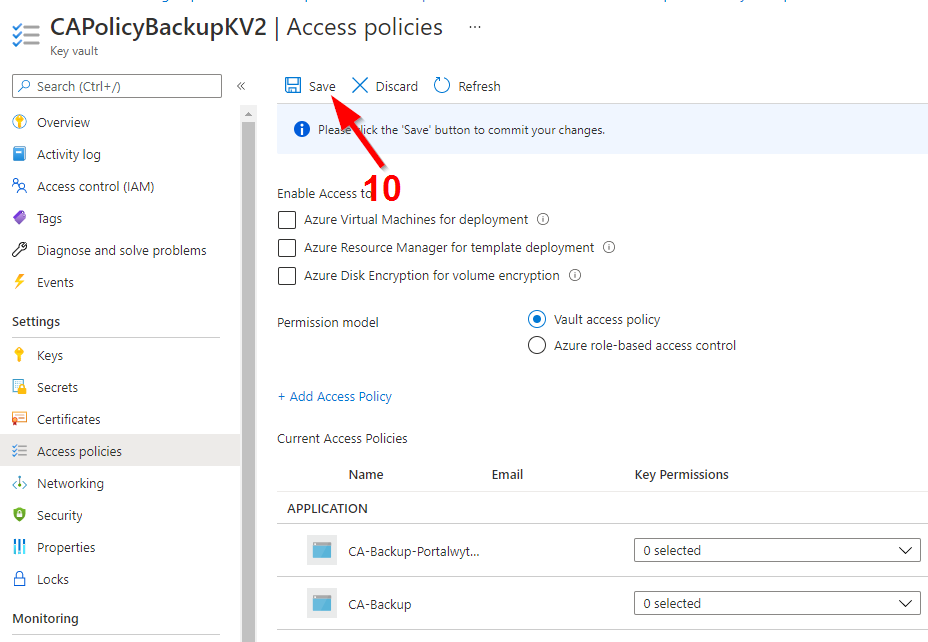 CAPolicyBackupKV2 | Access policies ...
Key vault
Search (Ctrl+/)
«
Save
Discard
Refresh
Please click the 'Save' button to commit your changes.
10
Overview
Activity log
Access control (IAM)
Tags
Diagnose and solve problems
Events
Settings
Keys
Secrets
Certificates
Access policies
Networking
Security
Properties
Locks
Monitoring
Enable Access to:
Azure Virtual Machines for deployment
Azure Resource Manager for template deployment
Azure Disk Encryption for volume encryption
Permission model
Vault access policy
Azure role-based access control
+ Add Access Policy
Current Access Policies
Name Email Key Permissions
APPLICATION
CA-Backup-Portalwyt... 0 selected
CA-Backup 0 selected